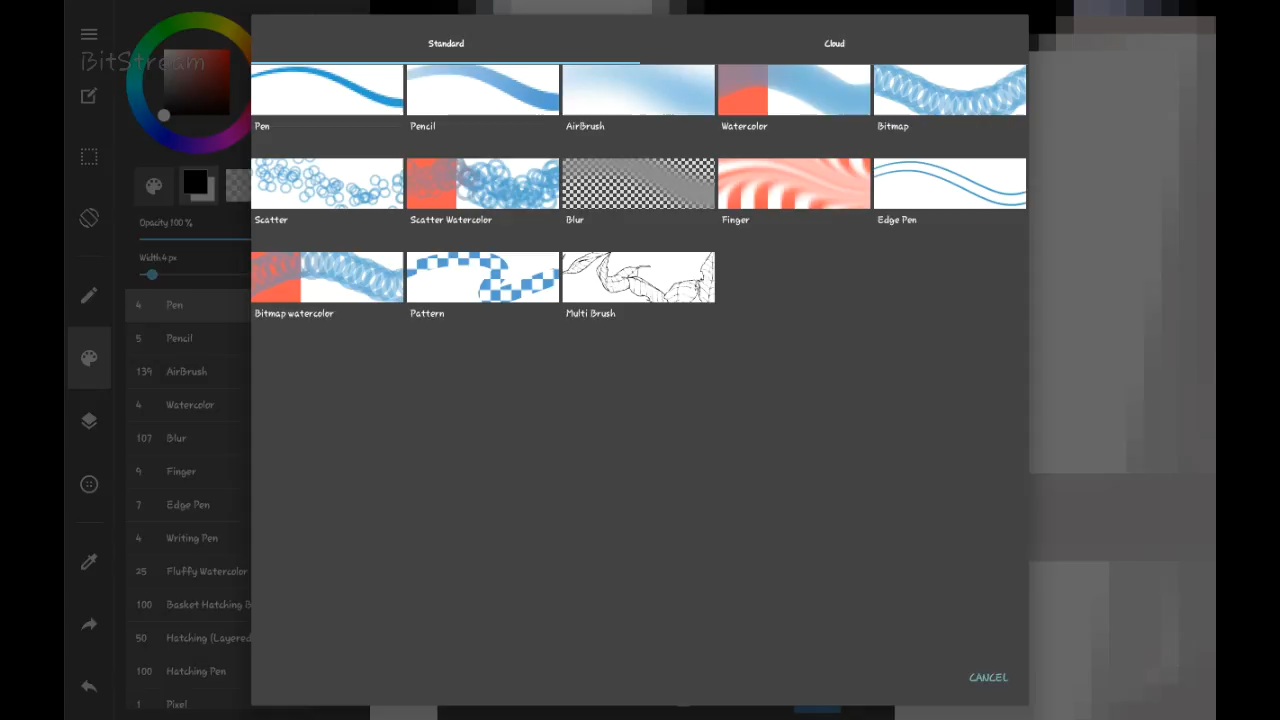 Standard
Cloud
BitStream
Pen
Pencil
AirBrush
Watercolor
Bitmap
Scatter
Scatter Watercolor
Blur
Finger
Edge Pen
Bitmap watercolor
Pattern
Multi Brush
Opacity 100 %
Width 4 px
4 Pen
5 Pencil
139 AirBrush
4 Watercolor
107 Blur
9 Finger
7 Edge Pen
4 Writing Pen
25 Fluffy Watercolor
100 Basket Hatching B
50 Hatching (Layered
100 Hatching Pen
1 Pixel
CANCEL